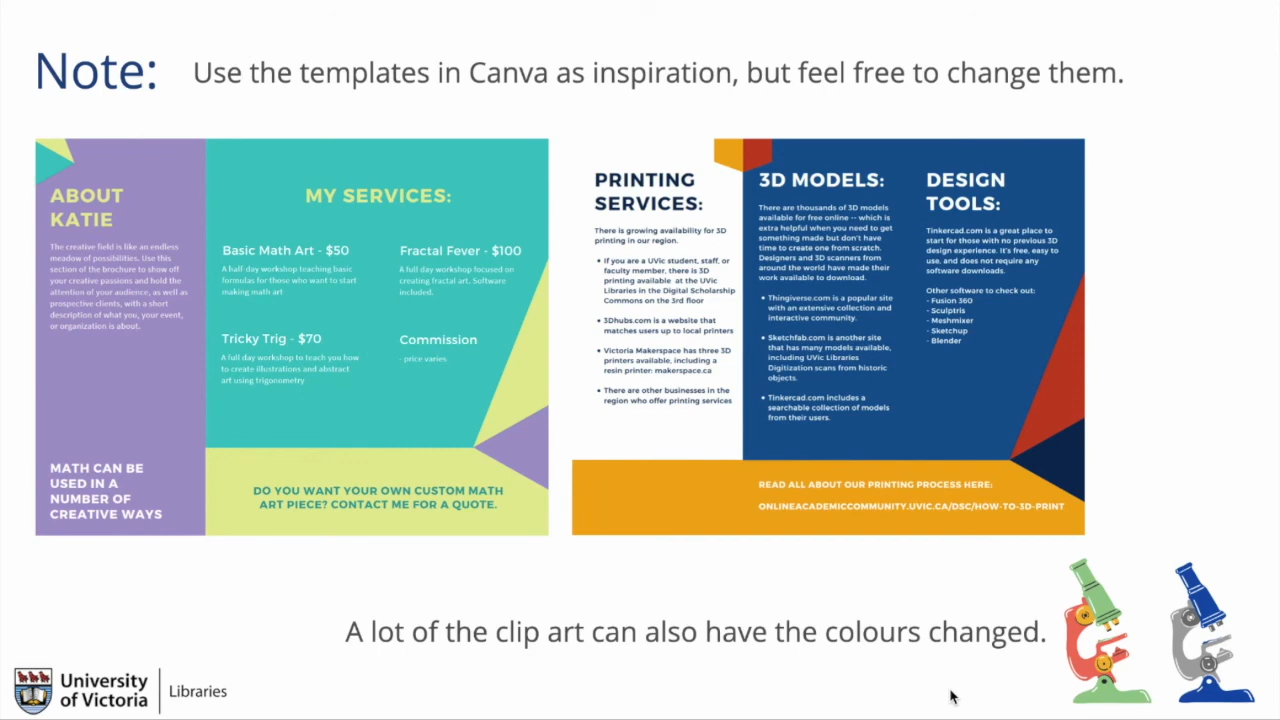 Note: Use the templates in Canva as inspiration, but feel free to change them.
ABOUT
KATIE
The creative field is like an endless
meadow of possibilities. Use this
section of the brochure to show off
your creative passions and hold the
attention of your audience, as well as
prospective clients, with a short
description of what you, your event,
or organization is about.
MATH CAN BE
USED IN A
NUMBER OF
CREATIVE WAYS
MY SERVICES:
Basic Math Art - $50
A half-day workshop teaching basic
formulas for those who want to start
making math art
Fractal Fever - $100
A full day workshop focused on
creating fractal art. Software
included.
Tricky Trig - $70
A full day workshop to teach you how
to create illustrations and abstract
art using trigonometry
Commission
- price varies
DO YOU WANT YOUR OWN CUSTOM MATH
ART PIECE? CONTACT ME FOR A QUOTE.
PRINTING
SERVICES:
There is growing availability for 3D
printing in our region.
• If you are a UVic student, staff, or
faculty member, there is 3D
printing available at the UVic
Libraries in the Digital Scholarship
Commons on the 3rd floor
• 3Dhubs.com is a website that
matches users up to local printers
• Victoria Makerspace has three 3D
printers available, including a
resin printer: makerspace.ca
• There are other businesses in the
region who offer printing services
3D MODELS:
There are thousands of 3D models
available for free online -- which is
extra helpful when you need to get
something made but don't have
time to create one from scratch.
Designers and 3D scanners from
around the world have made their
work available to download.
• Thingiverse.com is a popular site
with an extensive collection and
interactive community.
• Sketchfab.com is another site
that has many models available,
including UVic Libraries
Digitization scans from historic
objects.
• Tinkercad.com includes a
searchable collection of models
from their users.
DESIGN
TOOLS:
Tinkercad.com is a great place to
start for those with no previous 3D
design experience. It's free, easy to
use, and does not require any
software downloads.
Other software to check out:
- Fusion 360
- Sculptris
- Meshmixer
- Sketchup
- Blender
READ ALL ABOUT OUR PRINTING PROCESS HERE:
ONLINEACADEMICCOMMUNITY.UVIC.CA/DSC/HOW-TO-3D-PRINT
A lot of the clip art can also have the colours changed.
University
of Victoria
Libraries